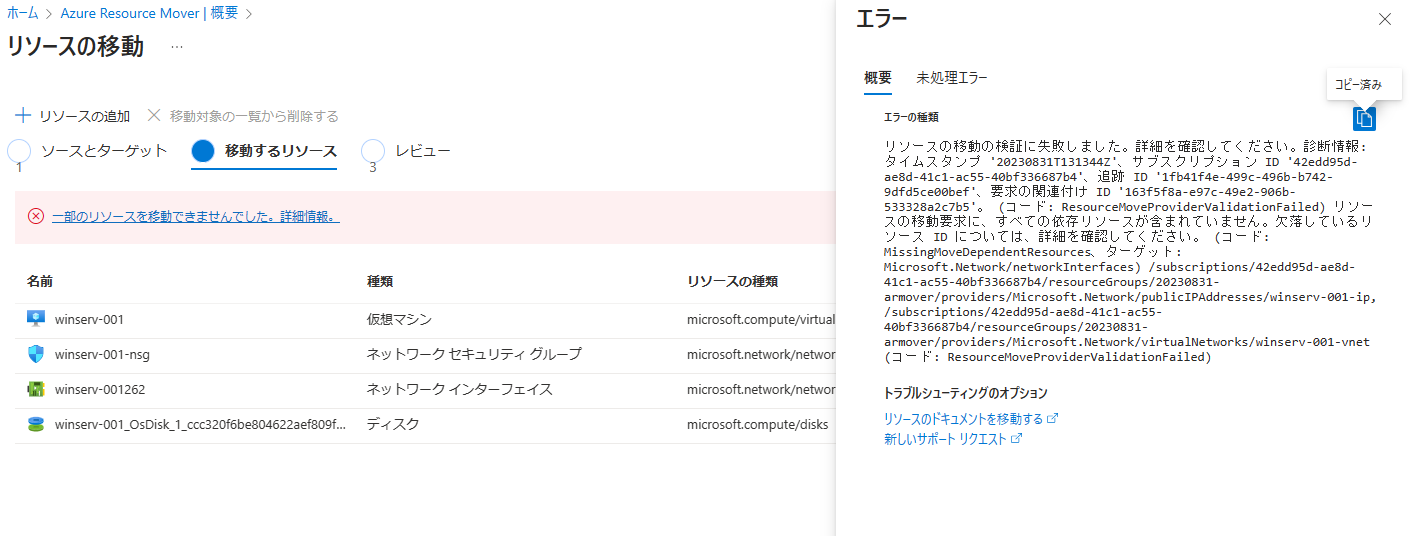 ホーム > Azure Resource Mover | 概要 >
リソースの移動 ...
+ リソースの追加 × 移動対象の一覧から削除する
1 ソースとターゲット 移動するリソース 3 レビュー
一部のリソースを移動できませんでした。詳細情報。
名前 種類 リソースの種類
winserv-001 仮想マシン microsoft.compute/virtual
winserv-001-nsg ネットワーク セキュリティ グループ microsoft.network/networ
winserv-001262 ネットワーク インターフェイス microsoft.network/networ
winserv-001_OsDisk_1_ccc320f6be804622aef809f... ディスク microsoft.compute/disks
エラー
概要 未処理エラー
コピー済み
エラーの種類
リソースの移動の検証に失敗しました。詳細を確認してください。診断情報:
タイムスタンプ '20230831T131344Z'、サブスクリプション ID '42edd95d-
ae8d-41c1-ac55-40bf336687b4'、追跡 ID '1fb41f4e-499c-496b-b742-
9dfd5ce00bef'、要求の関連付け ID '163f5f8a-e97c-49e2-906b-
533328a2c7b5'。 (コード: ResourceMoveProviderValidationFailed) リソー
スの移動要求に、すべての依存リソースが含まれていません。欠落しているリ
ソース ID については、詳細を確認してください。 (コード:
MissingMoveDependentResources、ターゲット:
Microsoft.Network/networkInterfaces) /subscriptions/42edd95d-ae8d-
41c1-ac55-40bf336687b4/resourceGroups/20230831-
armover/providers/Microsoft.Network/publicIPAddresses/winserv-001-ip,
/subscriptions/42edd95d-ae8d-41c1-ac55-
40bf336687b4/resourceGroups/20230831-
armover/providers/Microsoft.Network/virtualNetworks/winserv-001-vnet
(コード: ResourceMoveProviderValidationFailed)
トラブルシューティングのオプション
リソースのドキュメントを移動する
新しいサポート リクエスト